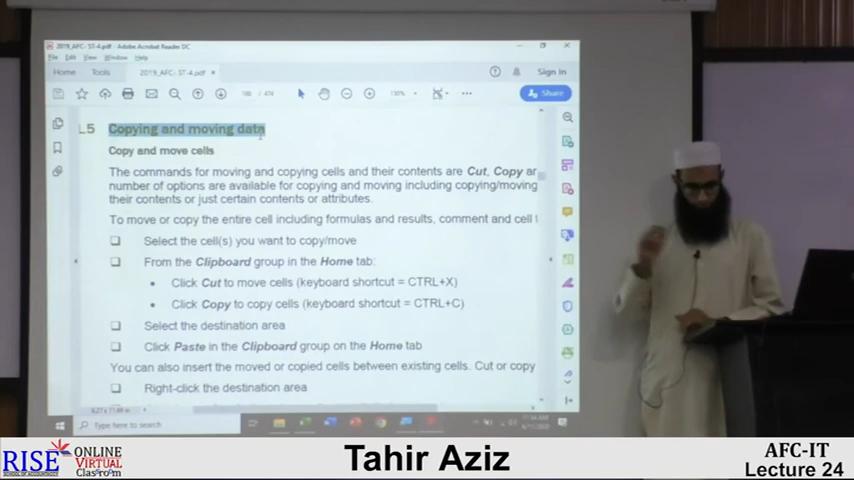 2019_AFC- ST-4.pdf - Adobe Acrobat Reader DC
File Edit View Window Help
Home Tools 2019_AFC- ST-4.pdf × Sign In
/ 474 130% Share
1.5 Copying and moving data
Copy and move cells
The commands for moving and copying cells and their contents are Cut, Copy ar
number of options are available for copying and moving including copying/moving
their contents or just certain contents or attributes.
To move or copy the entire cell including formulas and results, comment and cell f
Select the cell(s) you want to copy/move
From the Clipboard group in the Home tab:
• Click Cut to move cells (keyboard shortcut = CTRL+X)
• Click Copy to copy cells (keyboard shortcut = CTRL+C)
Select the destination area
Click Paste in the Clipboard group on the Home tab
You can also insert the moved or copied cells between existing cells. Cut or copy
Right-click the destination area
Type here to search
RISE
SCHOOL OF ACCOUNTANCY
ONLINE
VIRTUAL
Classroom
Tahir Aziz
AFC-IT
Lecture 24